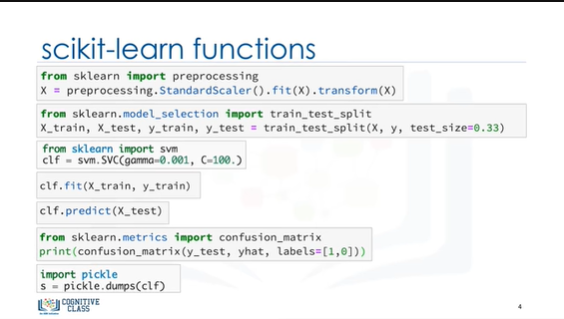 scikit-learn functions
from sklearn import preprocessing
X = preprocessing.StandardScaler().fit(X).transform(X)
from sklearn.model_selection import train_test_split
X_train, X_test, y_train, y_test = train_test_split(X, y, test_size=0.33)
from sklearn import svm
clf = svm.SVC(gamma=0.001, C=100.)
clf.fit(X_train, y_train)
clf.predict(X_test)
from sklearn.metrics import confusion_matrix
print(confusion_matrix(y_test, yhat, labels=[1,0]))
import pickle
s = pickle.dumps(clf)
COGNITIVE
CLASS
4